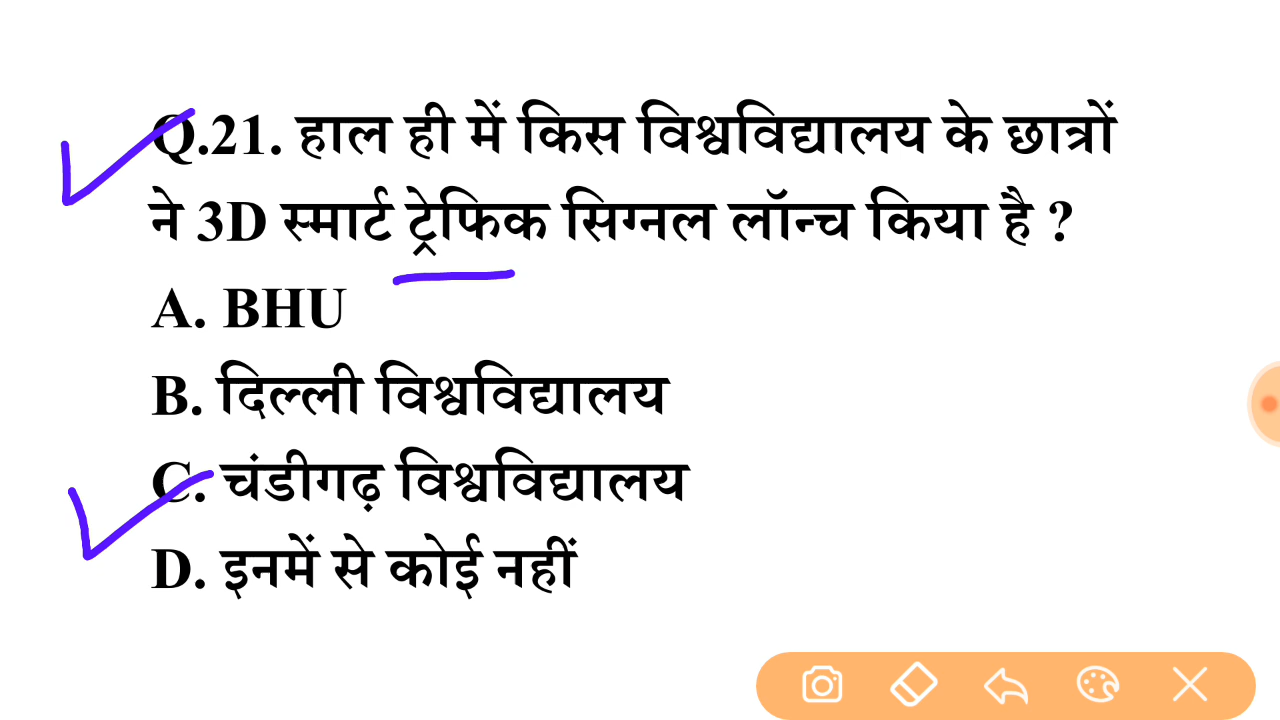 Q.21. हाल ही में किस विश्वविद्यालय के छात्रों
ने 3D स्मार्ट ट्रेफिक सिग्नल लॉन्च किया है ?
A. BHU
B. दिल्ली विश्वविद्यालय
C. चंडीगढ़ विश्वविद्यालय
D. इनमें से कोई नहीं